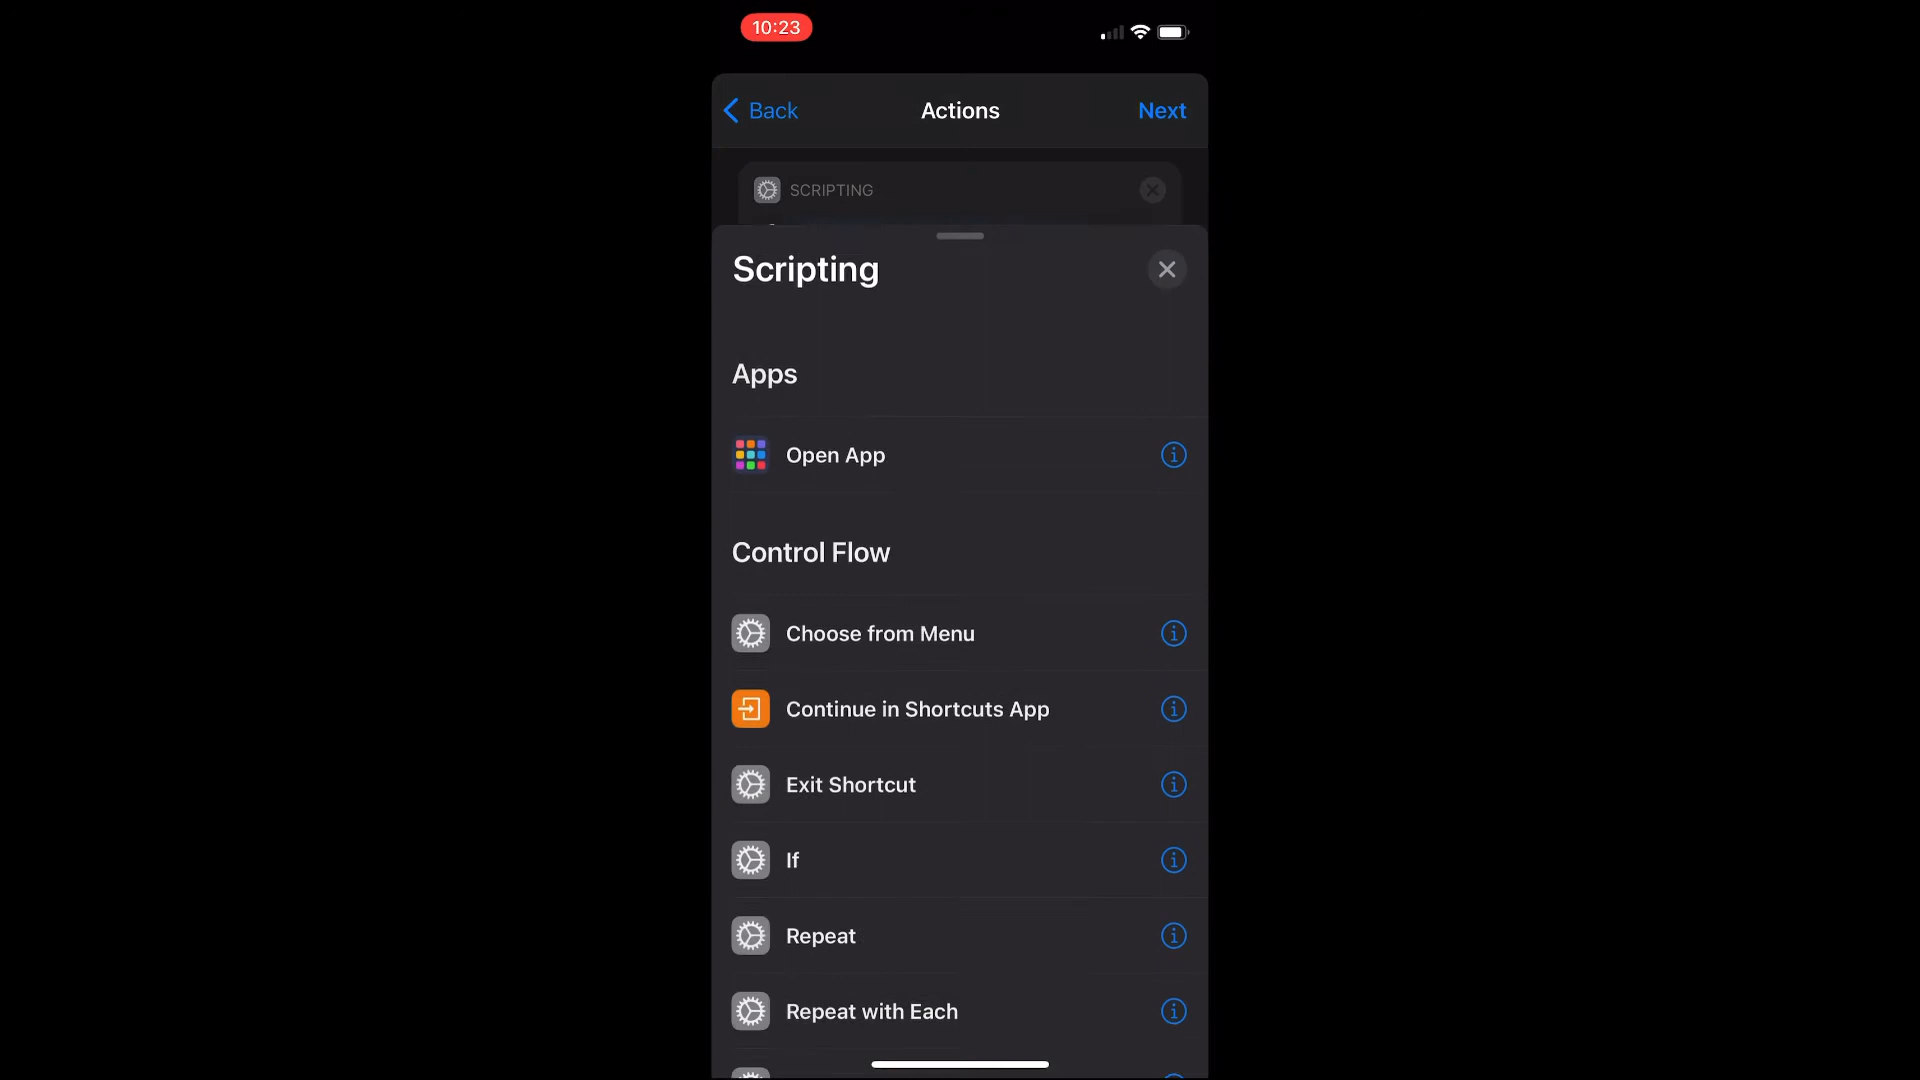 10:23
Back
Actions
Next
SCRIPTING
Scripting
Apps
Open App
Control Flow
Choose from Menu
Continue in Shortcuts App
Exit Shortcut
If
Repeat
Repeat with Each